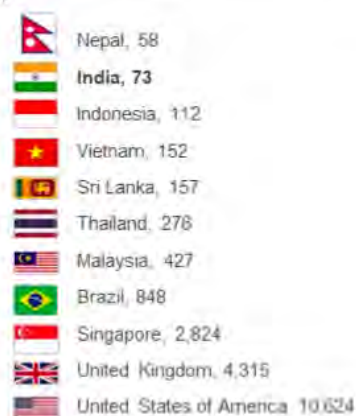 Nepal, 58
India, 73
Indonesia, 112
Vietnam, 152
Sri Lanka, 157
Thailand, 276
Malaysia, 427
Brazil, 848
Singapore, 2,824
United Kingdom, 4,315
United States of America 10,624